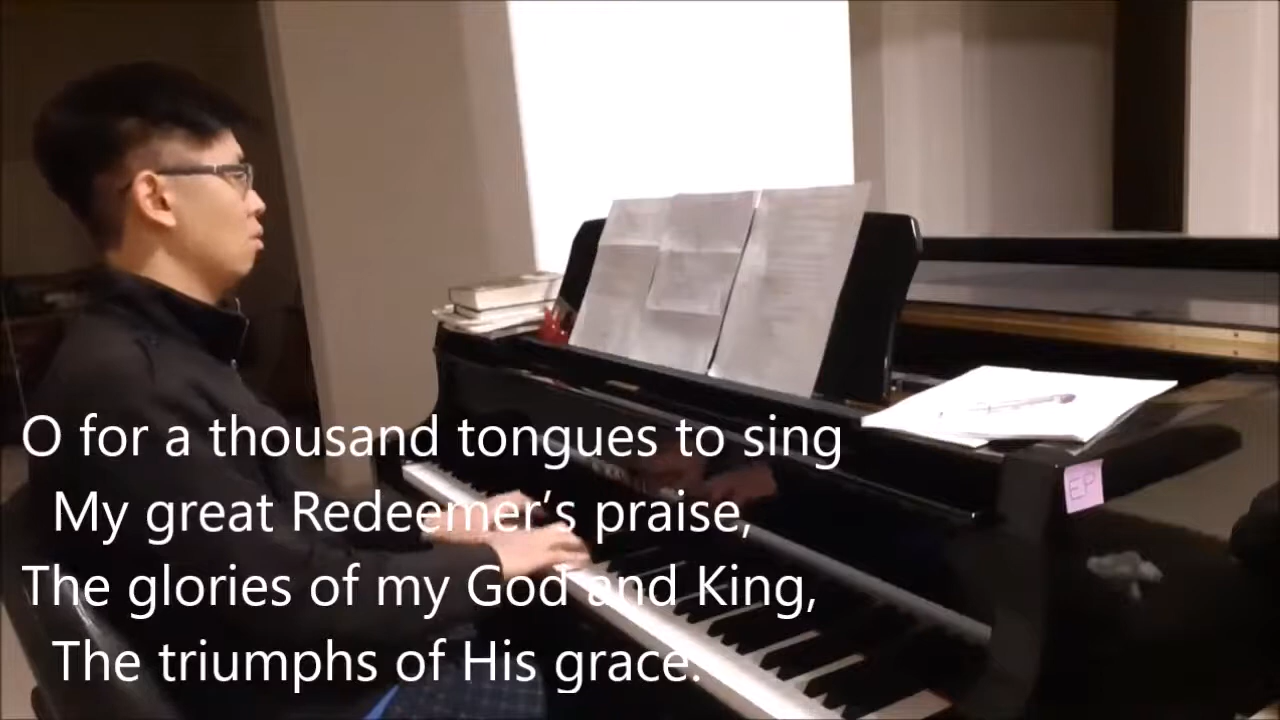 O for a thousand tongues to sing
My great Redeemer’s praise,
The glories of my God and King,
The triumphs of His grace.
EP